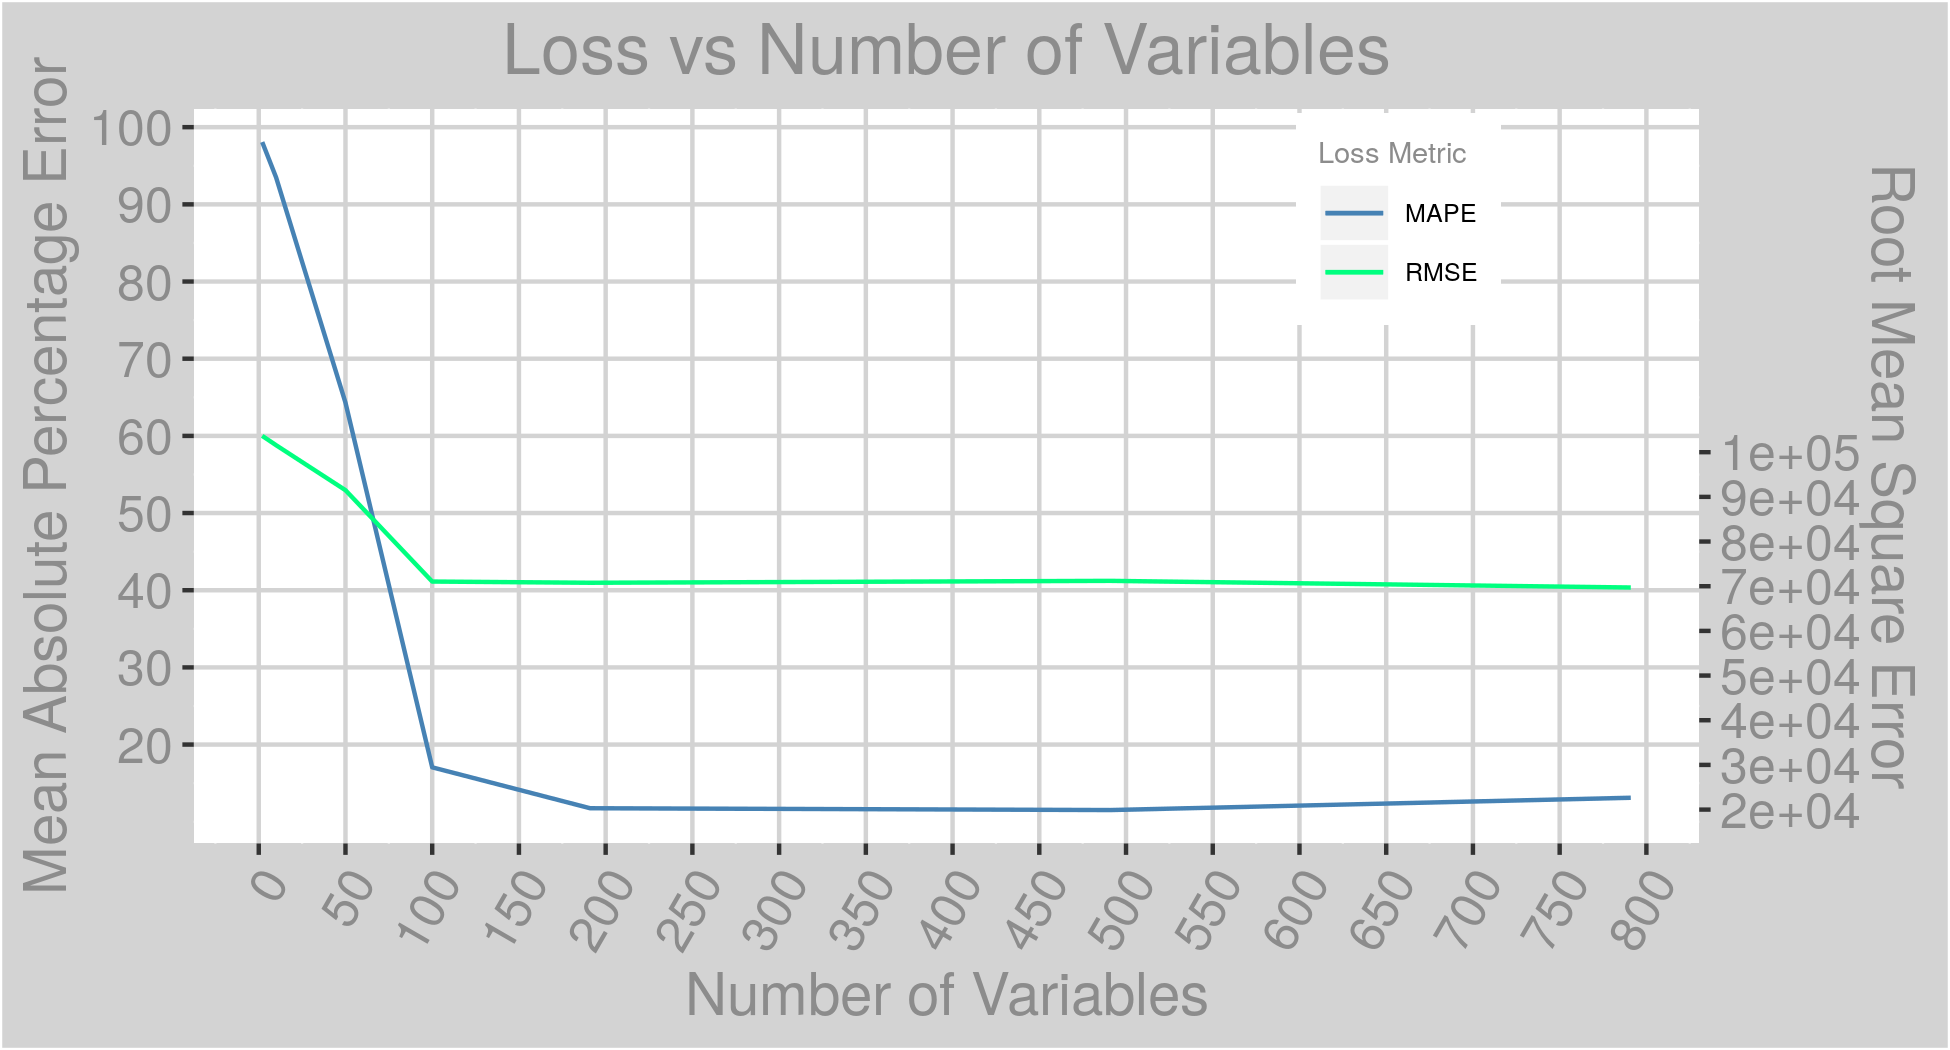 Loss vs Number of Variables
Mean Absolute Percentage Error
100
90
80
70
60
50
40
30
20
Loss Metric
MAPE
RMSE
1e+05
9e+04
8e+04
7e+04
6e+04
5e+04
4e+04
3e+04
2e+04
Root Mean Square Error
0
50
100
150
200
250
300
350
400
450
500
550
600
650
700
750
800
Number of Variables